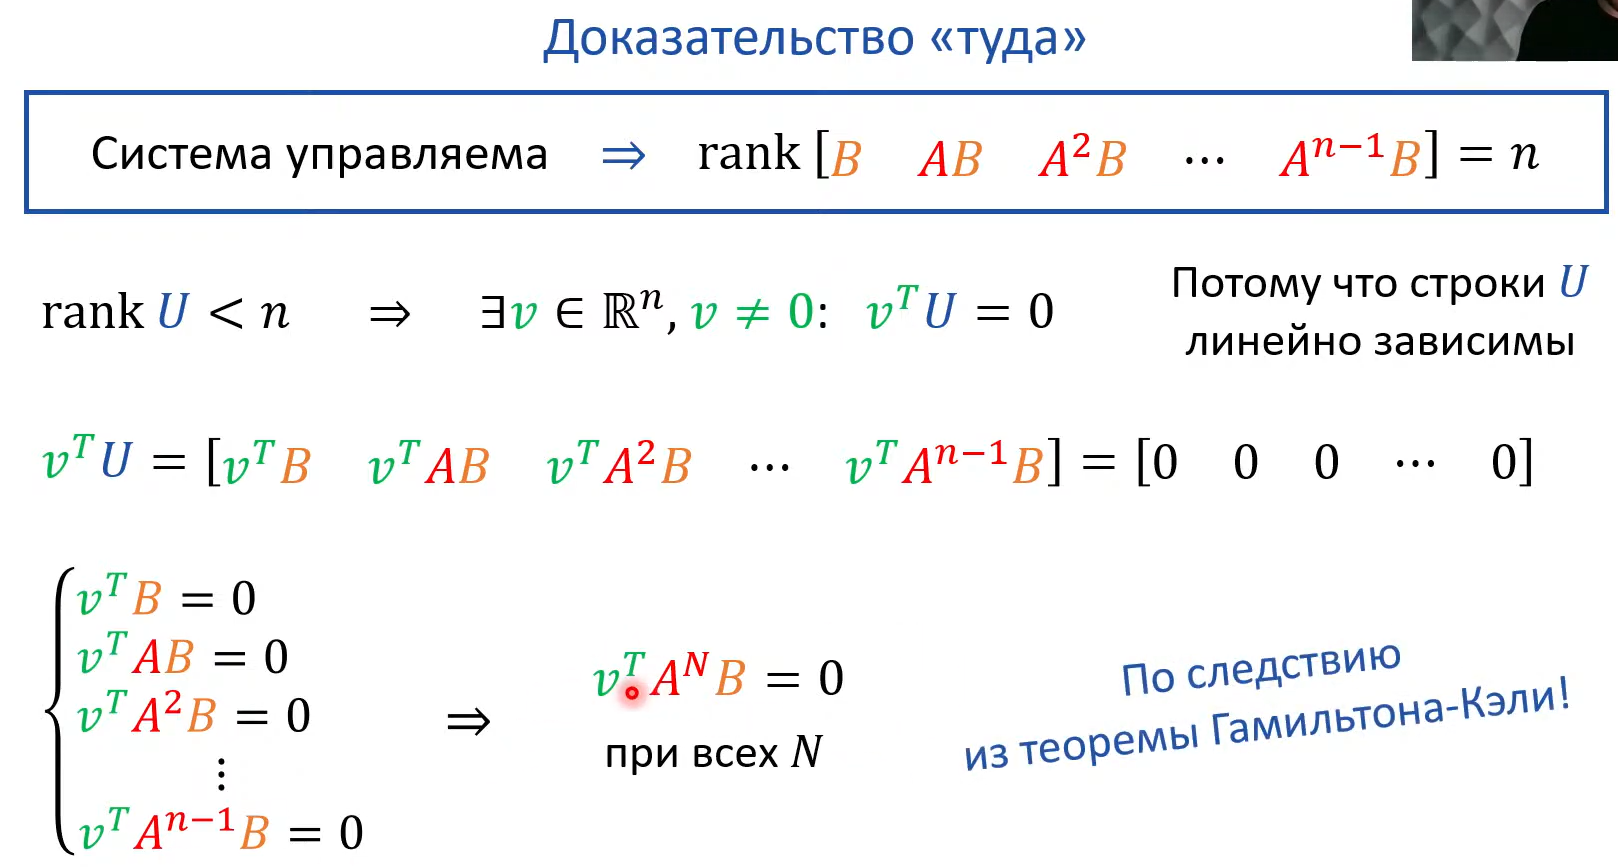 Доказательство «туда»
Система управляема ⇒ rank [B AB A²B ⋯ Aⁿ⁻¹B] = n
rank U < n ⇒ ∃v ∈ ℝⁿ, v ≠ 0: vᵀU = 0
Потому что строки U
линейно зависимы
vᵀU = [vᵀB vᵀAB vᵀA²B ⋯ vᵀAⁿ⁻¹B] = [0 0 0 ⋯ 0]
vᵀB = 0
vᵀAB = 0
vᵀA²B = 0
⋮
vᵀAⁿ⁻¹B = 0
⇒
vᵀAᴺB = 0
при всех N
По следствию
из теоремы Гамильтона-Кэли!